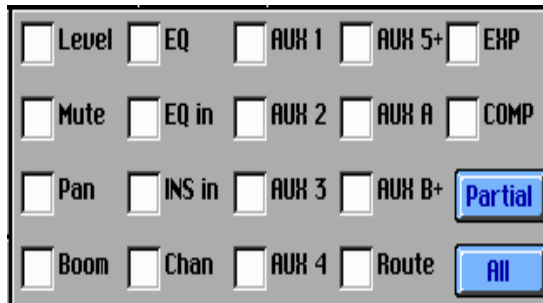 Level EQ AUX 1 AUX 5+ EXP
Mute EQ in AUX 2 AUX A COMP
Pan INS in AUX 3 AUX B+ Partial
Boom Chan AUX 4 Route All